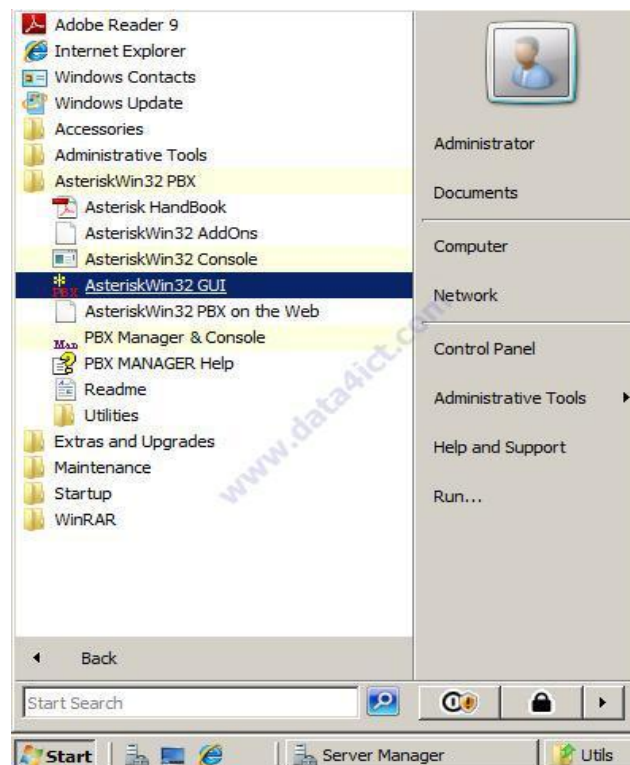 Adobe Reader 9
Internet Explorer
Windows Contacts
Windows Update
Accessories
Administrative Tools
AsteriskWin32 PBX
Asterisk HandBook
AsteriskWin32 AddOns
AsteriskWin32 Console
PBX
AsteriskWin32 GUI
AsteriskWin32 PBX on the Web
Man
PBX Manager & Console
PBX MANAGER Help
Readme
Utilities
Extras and Upgrades
Maintenance
Startup
WinRAR
Back
Start Search
Administrator
Documents
Computer
Network
Control Panel
Administrative Tools
Help and Support
Run...
www.data4ict.com
Start
Server Manager
Utils